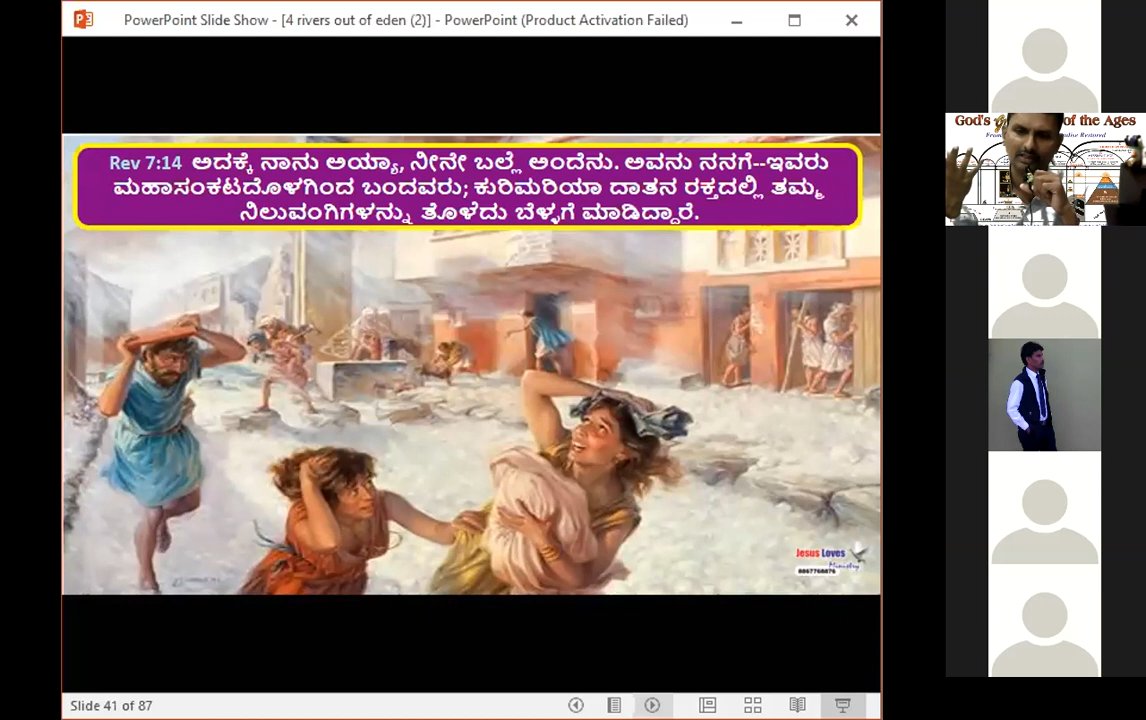 PowerPoint Slide Show - [4 rivers out of eden (2)] - PowerPoint (Product Activation Failed)
Rev 7:14 ಅದಕ್ಕೆ ನಾನು ಅಯ್ಯಾ, ನೀನೇ ಬಲ್ಲೆ ಅಂದೆನು. ಅವನು ನನಗೆ--ಇವರು
ಮಹಾಸಂಕಟದೊಳಗಿಂದ ಬಂದವರು; ಕುರಿಮರಿಯಾ ದಾತನ ರಕ್ತದಲ್ಲಿ ತಮ್ಮ
ನಿಲುವಂಗಿಗಳನ್ನು ತೊಳೆದು ಬೆಳ್ಳಗೆ ಮಾಡಿದ್ದಾರೆ.
Jesus Loves
Ministry
8867768876
Slide 41 of 87
God's of the Ages